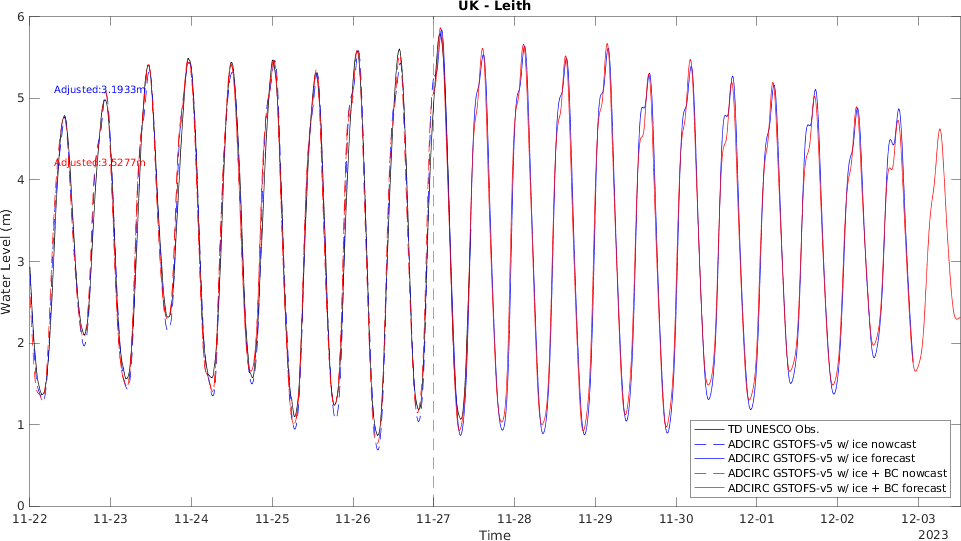 UK - Leith
6
5
4
3
2
1
0
Water Level (m)
Adjusted:3.1933m
Adjusted:3.5277m
TD UNESCO Obs.
ADCIRC GSTOFS-v5 w/ ice nowcast
ADCIRC GSTOFS-v5 w/ ice forecast
ADCIRC GSTOFS-v5 w/ ice + BC nowcast
ADCIRC GSTOFS-v5 w/ ice + BC forecast
11-22 11-23 11-24 11-25 11-26 11-27 11-28 11-29 11-30 12-01 12-02 12-03
Time
2023